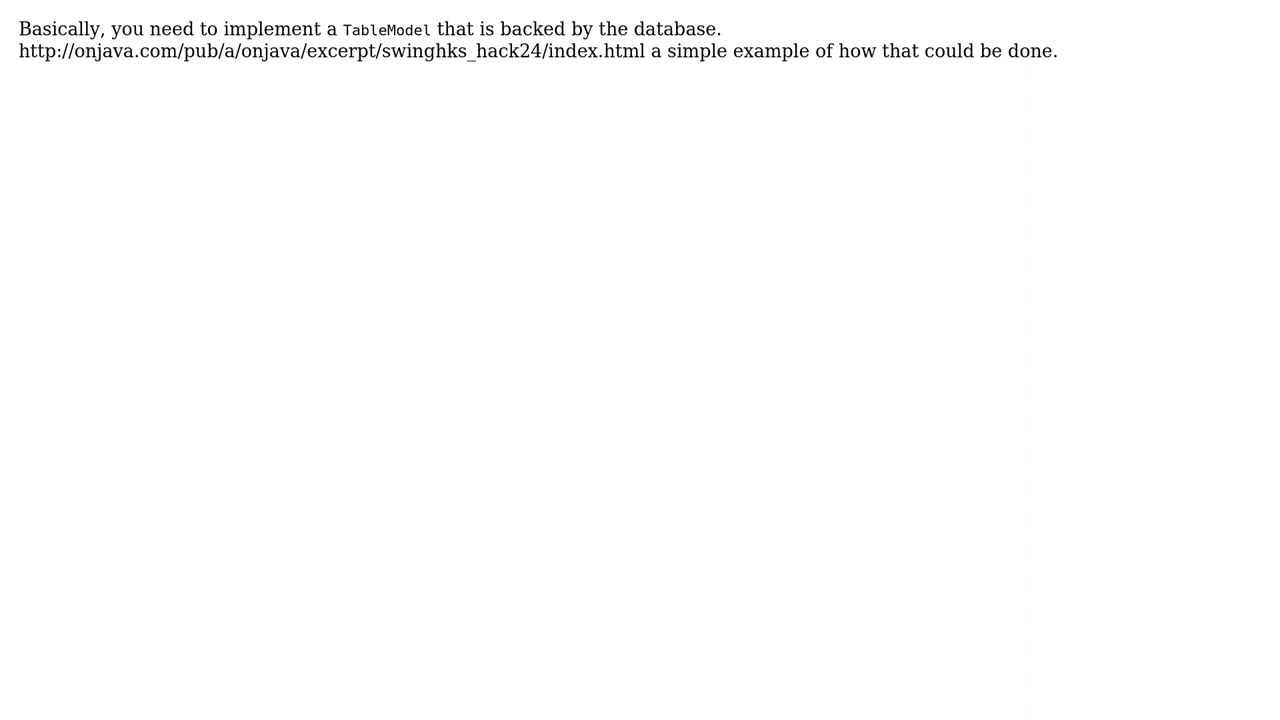 Basically, you need to implement a TableModel that is backed by the database.
http://onjava.com/pub/a/onjava/excerpt/swinghks_hack24/index.html a simple example of how that could be done.